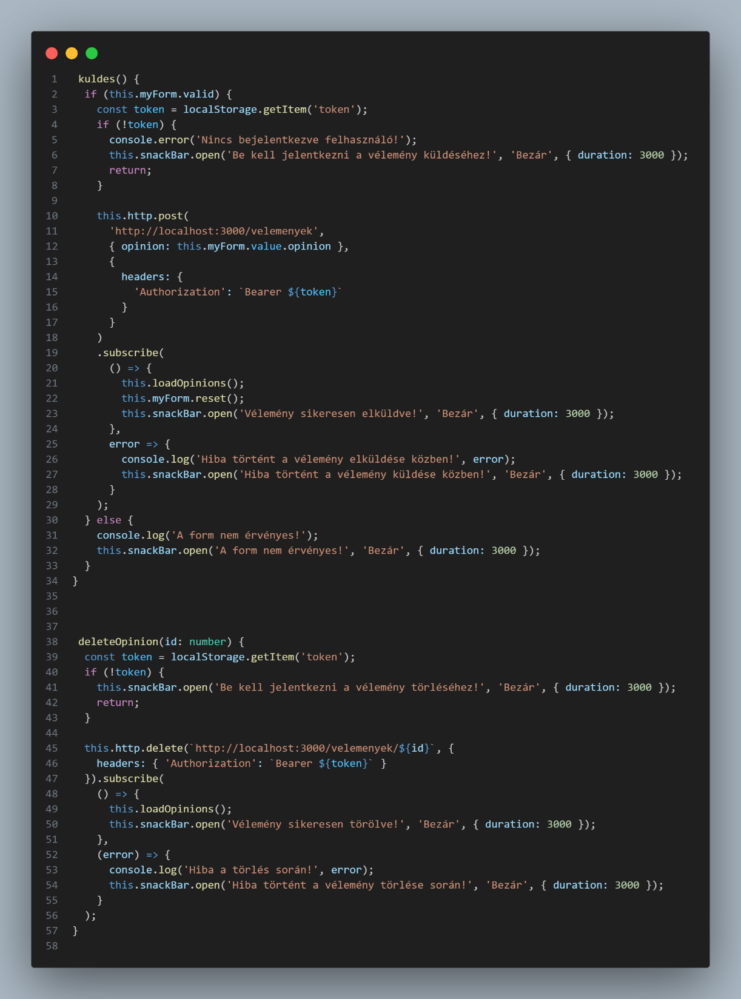 1 kuldes() {
2 if (this.myForm.valid) {
3 const token = localStorage.getItem('token');
4 if (!token) {
5 console.error('Nincs bejelentkezve felhasználó!');
6 this.snackBar.open('Be kell jelentkezni a vélemény küldéséhez!', 'Bezár', { duration: 3000 });
7 return;
8 }
9
10 this.http.post(
11 'http://localhost:3000/velemenyek',
12 { opinion: this.myForm.value.opinion },
13 {
14 headers: {
15 'Authorization': `Bearer ${token}`
16 }
17 }
18 )
19 .subscribe(
20 () => {
21 this.loadOpinions();
22 this.myForm.reset();
23 this.snackBar.open('Vélemény sikeresen elküldve!', 'Bezár', { duration: 3000 });
24 },
25 error => {
26 console.log('Hiba történt a vélemény elküldése közben!', error);
27 this.snackBar.open('Hiba történt a vélemény küldése közben!', 'Bezár', { duration: 3000 });
28 }
29 );
30 } else {
31 console.log('A form nem érvényes!');
32 this.snackBar.open('A form nem érvényes!', 'Bezár', { duration: 3000 });
33 }
34 }
35
36
37
38 deleteOpinion(id: number) {
39 const token = localStorage.getItem('token');
40 if (!token) {
41 this.snackBar.open('Be kell jelentkezni a vélemény törléséhez!', 'Bezár', { duration: 3000 });
42 return;
43 }
44
45 this.http.delete(`http://localhost:3000/velemenyek/${id}`, {
46 headers: { 'Authorization': `Bearer ${token}` }
47 }).subscribe(
48 () => {
49 this.loadOpinions();
50 this.snackBar.open('Vélemény sikeresen törölve!', 'Bezár', { duration: 3000 });
51 },
52 (error) => {
53 console.log('Hiba a törlés során!', error);
54 this.snackBar.open('Hiba történt a vélemény törlése során!', 'Bezár', { duration: 3000 });
55 }
56 );
57 }
58